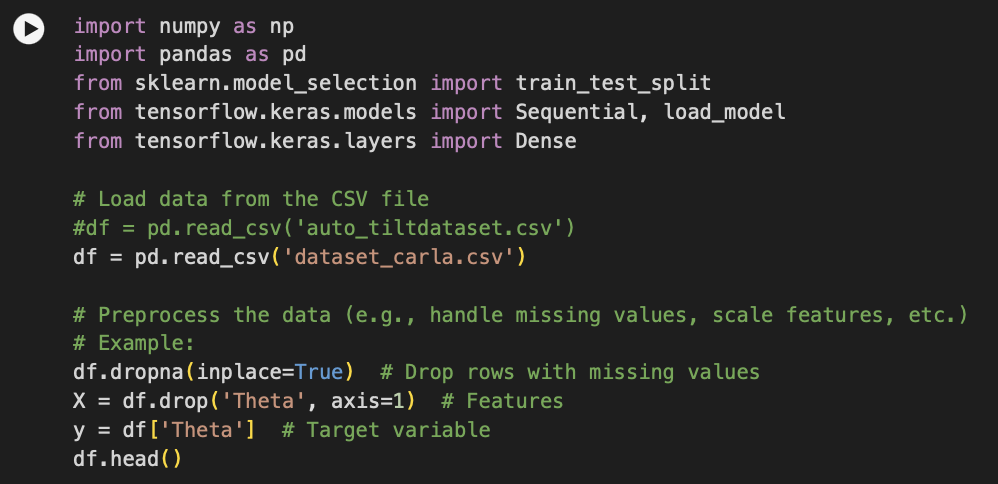 import numpy as np
import pandas as pd
from sklearn.model_selection import train_test_split
from tensorflow.keras.models import Sequential, load_model
from tensorflow.keras.layers import Dense
# Load data from the CSV file
#df = pd.read_csv('auto_tiltdataset.csv')
df = pd.read_csv('dataset_carla.csv')
# Preprocess the data (e.g., handle missing values, scale features, etc.)
# Example:
df.dropna(inplace=True)  # Drop rows with missing values
X = df.drop('Theta', axis=1)  # Features
y = df['Theta']  # Target variable
df.head()